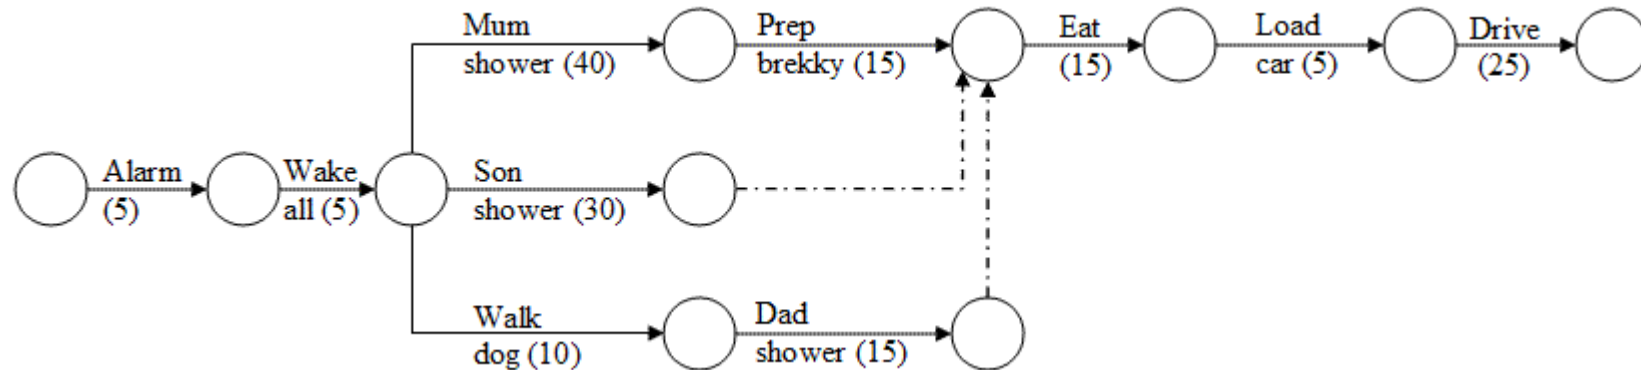 Mum
shower (40)
Prep
brekky (15)
Eat
(15)
Load
car (5)
Drive
(25)
Alarm
(5)
Wake
all (5)
Son
shower (30)
Walk
dog (10)
Dad
shower (15)